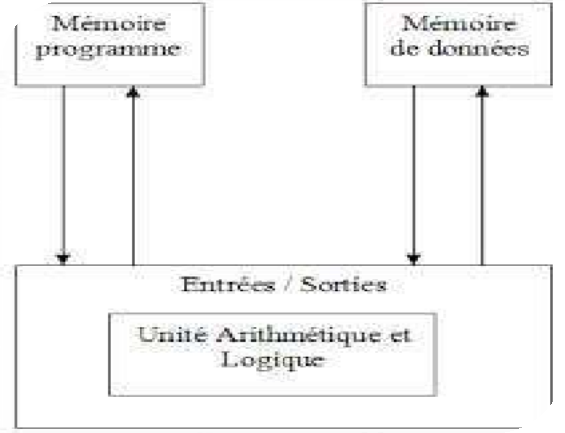 Mémoire
programme
Mémoire
de données
Entrées / Sorties
Unité Arithmétique et
Logique